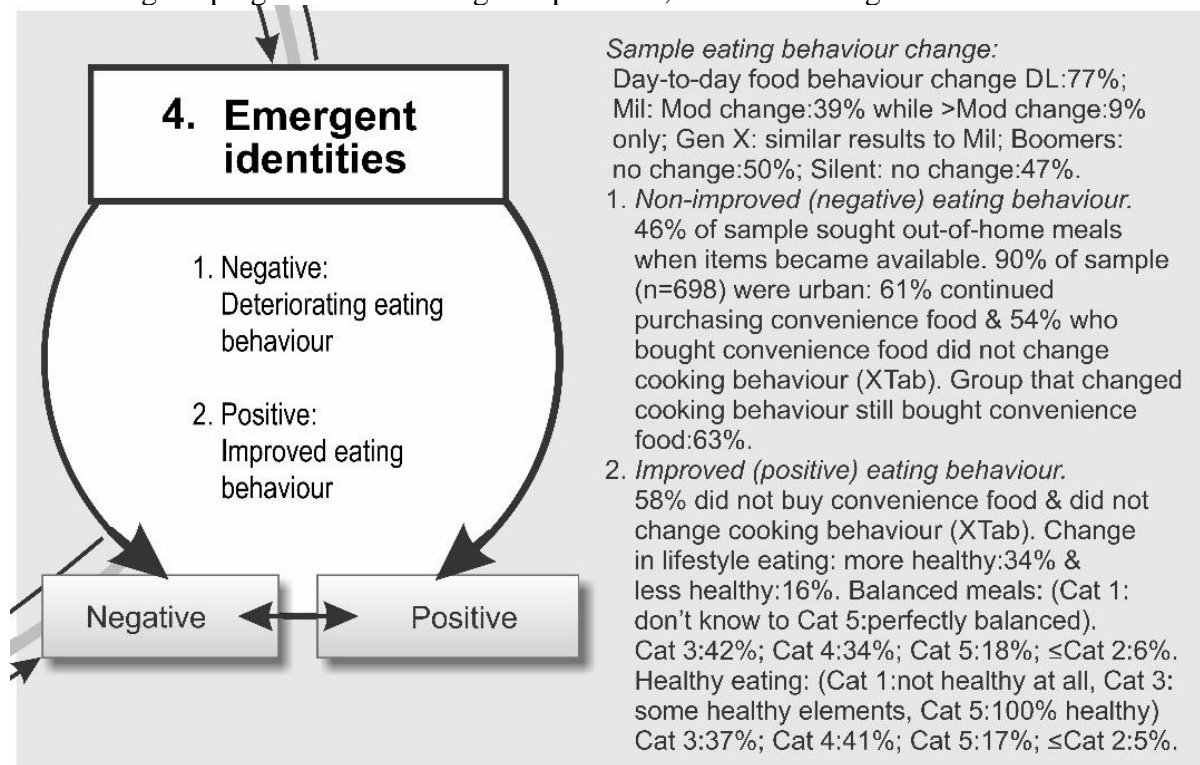 4. Emergent
identities
1. Negative:
Deteriorating eating
behaviour
2. Positive:
Improved eating
behaviour
Negative
Positive
Sample eating behaviour change:
Day-to-day food behaviour change DL:77%;
Mil: Mod change:39% while >Mod change:9%
only; Gen X: similar results to Mil; Boomers:
no change:50%; Silent: no change:47%.
1. Non-improved (negative) eating behaviour.
46% of sample sought out-of-home meals
when items became available. 90% of sample
(n=698) were urban: 61% continued
purchasing convenience food & 54% who
bought convenience food did not change
cooking behaviour (XTab). Group that changed
cooking behaviour still bought convenience
food:63%.
2. Improved (positive) eating behaviour.
58% did not buy convenience food & did not
change cooking behaviour (XTab). Change
in lifestyle eating: more healthy:34% &
less healthy:16%. Balanced meals: (Cat 1:
don't know to Cat 5:perfectly balanced).
Cat 3:42%; Cat 4:34%; Cat 5:18%; ≤Cat 2:6%.
Healthy eating: (Cat 1:not healthy at all, Cat 3:
some healthy elements, Cat 5:100% healthy)
Cat 3:37%; Cat 4:41%; Cat 5:17%; ≤Cat 2:5%.